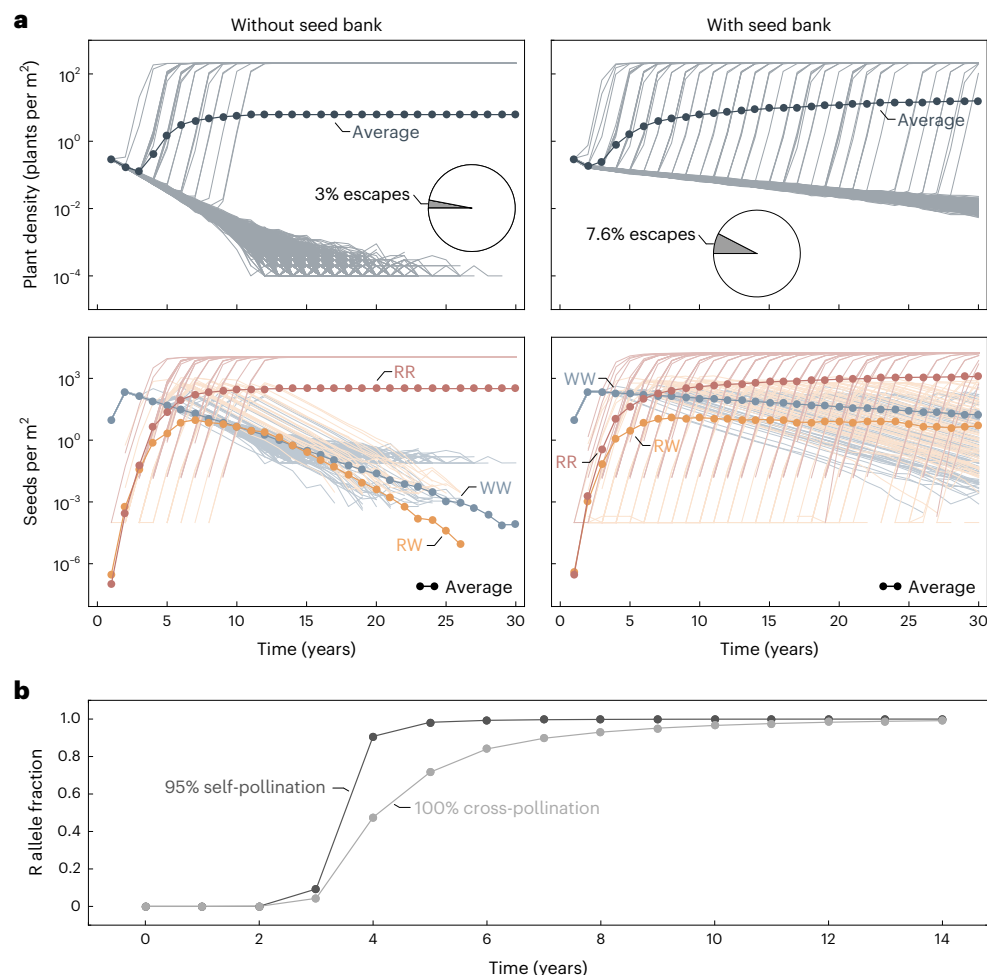 a
Without seed bank
With seed bank
Plant density (plants per m²)
10²
10⁰
10⁻²
10⁻⁴
Average
3% escapes
Average
7.6% escapes
Seeds per m²
10³
10⁰
10⁻³
10⁻⁶
RR
WW
RW
Average
WW
RR
RW
Average
0 5 10 15 20 25 30
0 5 10 15 20 25 30
Time (years)
Time (years)
b
R allele fraction
1.0
0.8
0.6
0.4
0.2
0
95% self-pollination
100% cross-pollination
0 2 4 6 8 10 12 14
Time (years)